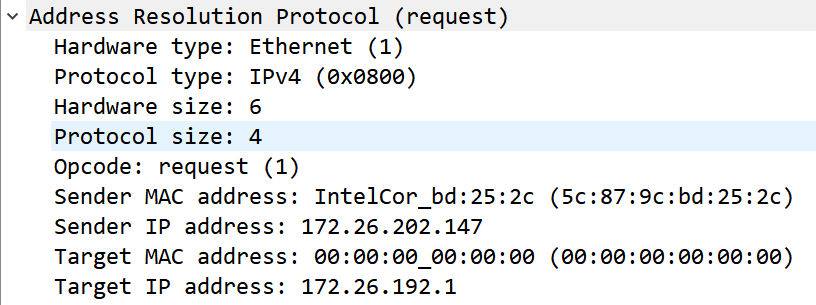 Address Resolution Protocol (request)
Hardware type: Ethernet (1)
Protocol type: IPv4 (0x0800)
Hardware size: 6
Protocol size: 4
Opcode: request (1)
Sender MAC address: IntelCor_bd:25:2c (5c:87:9c:bd:25:2c)
Sender IP address: 172.26.202.147
Target MAC address: 00:00:00_00:00:00 (00:00:00:00:00:00)
Target IP address: 172.26.192.1